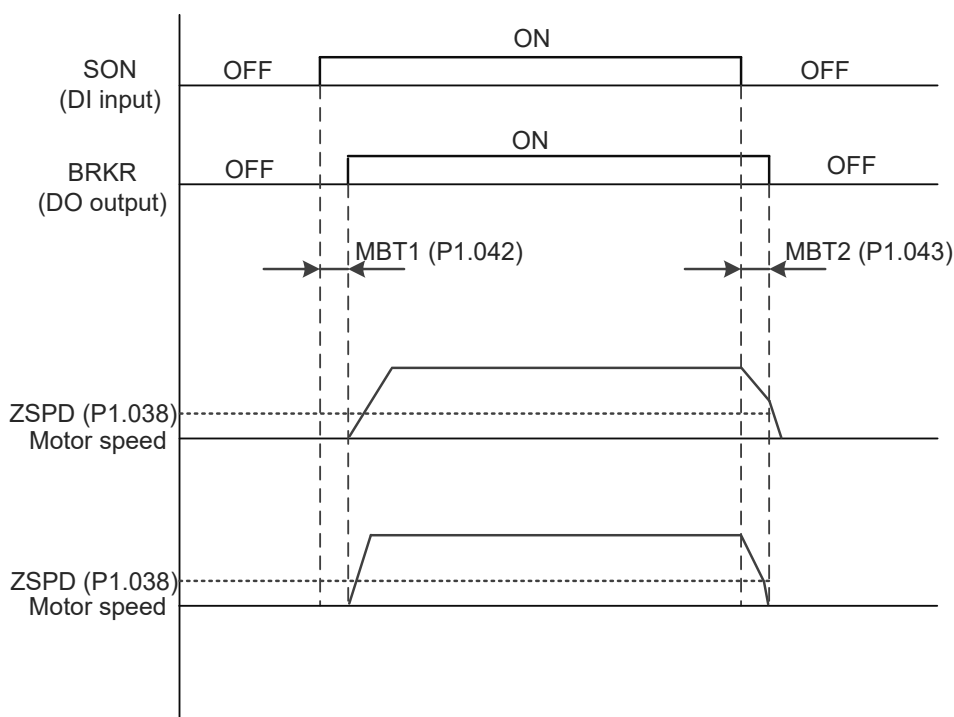 ON
SON
(DI input)
OFF
OFF
ON
BRKR
(DO output)
OFF
OFF
MBT1 (P1.042)
MBT2 (P1.043)
ZSPD (P1.038)
Motor speed
ZSPD (P1.038)
Motor speed